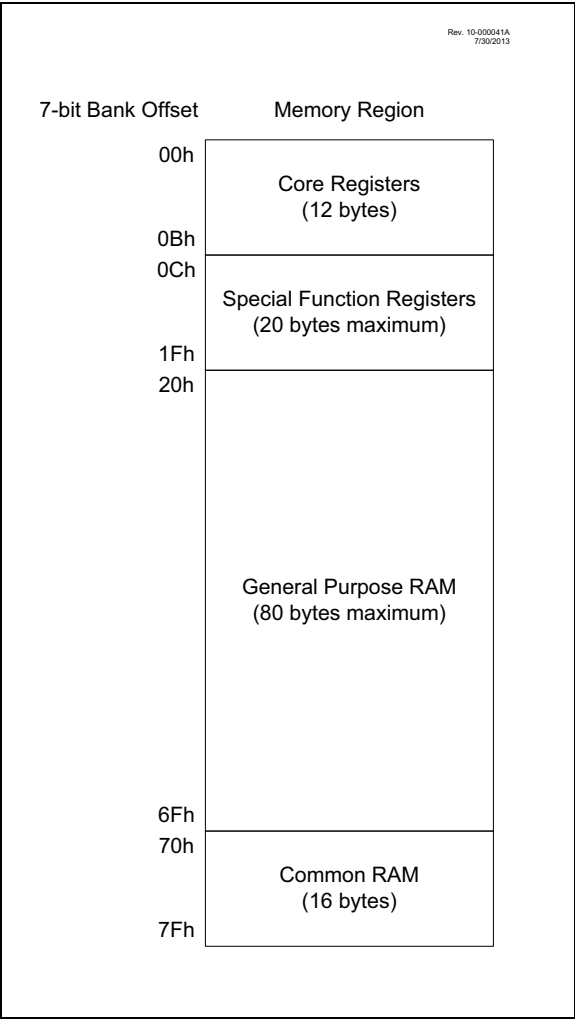 Rev. 10-000041A
7/30/2013
7-bit Bank Offset Memory Region
00h
Core Registers
(12 bytes)
0Bh
0Ch
Special Function Registers
(20 bytes maximum)
1Fh
20h
General Purpose RAM
(80 bytes maximum)
6Fh
70h
Common RAM
(16 bytes)
7Fh